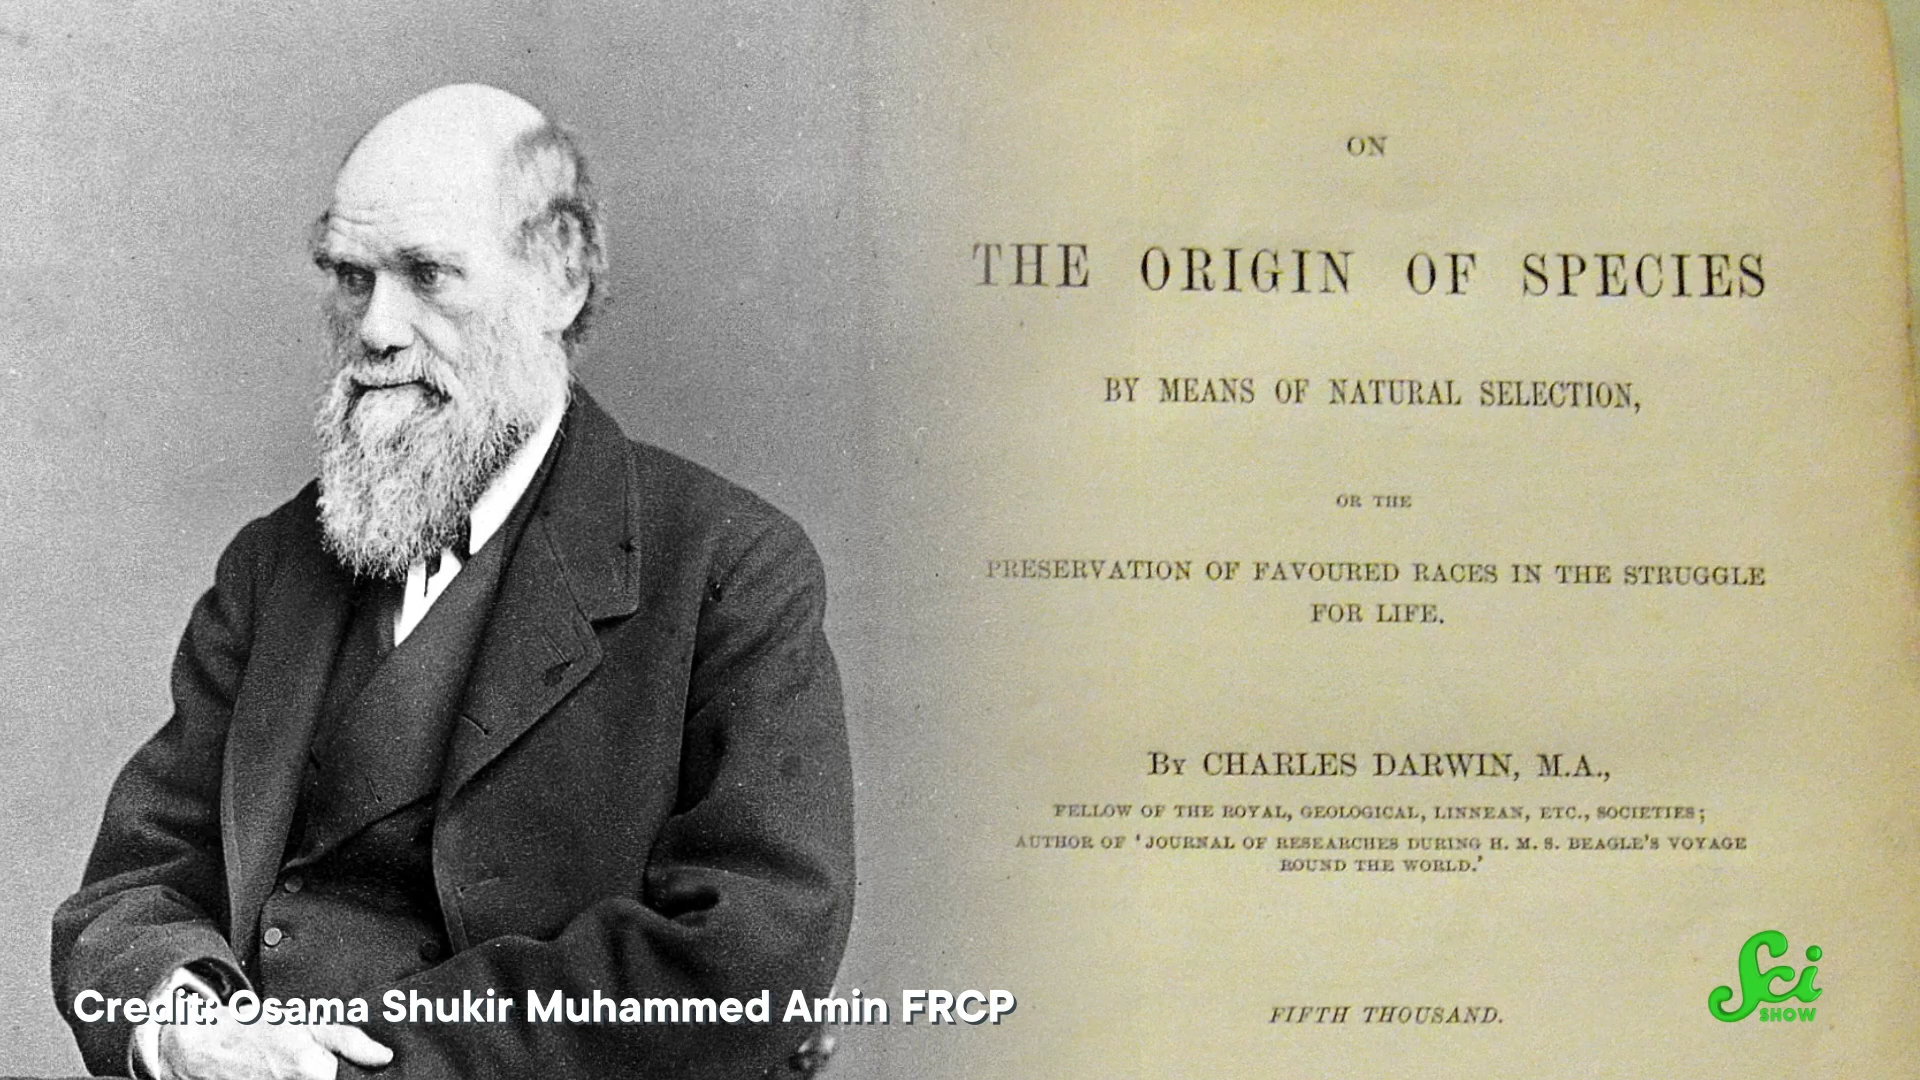 ON
THE ORIGIN OF SPECIES
BY MEANS OF NATURAL SELECTION,
OR THE
PRESERVATION OF FAVOURED RACES IN THE STRUGGLE
FOR LIFE.
BY CHARLES DARWIN, M.A.,
FELLOW OF THE ROYAL, GEOLOGICAL, LINNEAN, ETC., SOCIETIES;
AUTHOR OF 'JOURNAL OF RESEARCHES DURING H. M. S. BEAGLE'S VOYAGE
ROUND THE WORLD.'
FIFTH THOUSAND.
Credit: Osama Shukir Muhammed Amin FRCP
Sci
SHOW